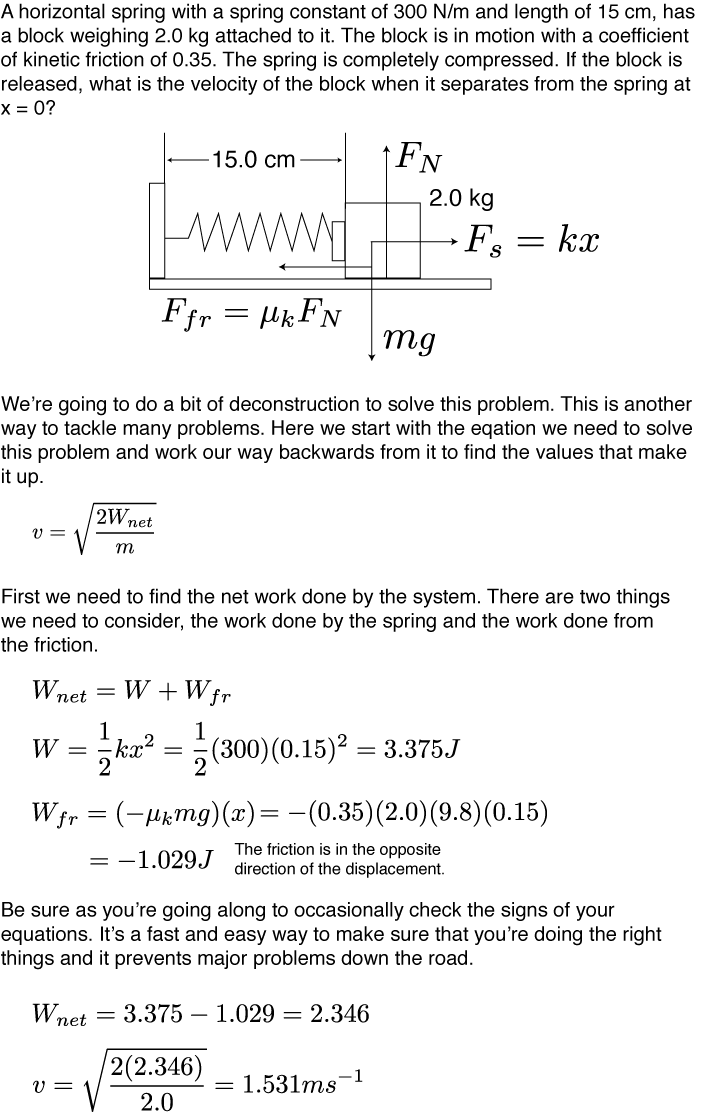 A horizontal spring with a spring constant of 300 N/m and length of 15 cm, has
a block weighing 2.0 kg attached to it. The block is in motion with a coefficient
of kinetic friction of 0.35. The spring is completely compressed. If the block is
released, what is the velocity of the block when it separates from the spring at
x = 0?
15.0 cm
F_N
2.0 kg
F_s = kx
F_{fr} = μ_k F_N
mg
We're going to do a bit of deconstruction to solve this problem. This is another
way to tackle many problems. Here we start with the eqation we need to solve
this problem and work our way backwards from it to find the values that make
it up.
v = \sqrt{\frac{2W_{net}}{m}}
First we need to find the net work done by the system. There are two things
we need to consider, the work done by the spring and the work done from
the friction.
W_{net} = W + W_{fr}
W = \frac{1}{2}kx^2 = \frac{1}{2}(300)(0.15)^2 = 3.375J
W_{fr} = (−μ_k mg)(x) = −(0.35)(2.0)(9.8)(0.15)
= −1.029J
The friction is in the opposite
direction of the displacement.
Be sure as you're going along to occasionally check the signs of your
equations. It's a fast and easy way to make sure that you're doing the right
things and it prevents major problems down the road.
W_{net} = 3.375 − 1.029 = 2.346
v = \sqrt{\frac{2(2.346)}{2.0}} = 1.531ms^{−1}